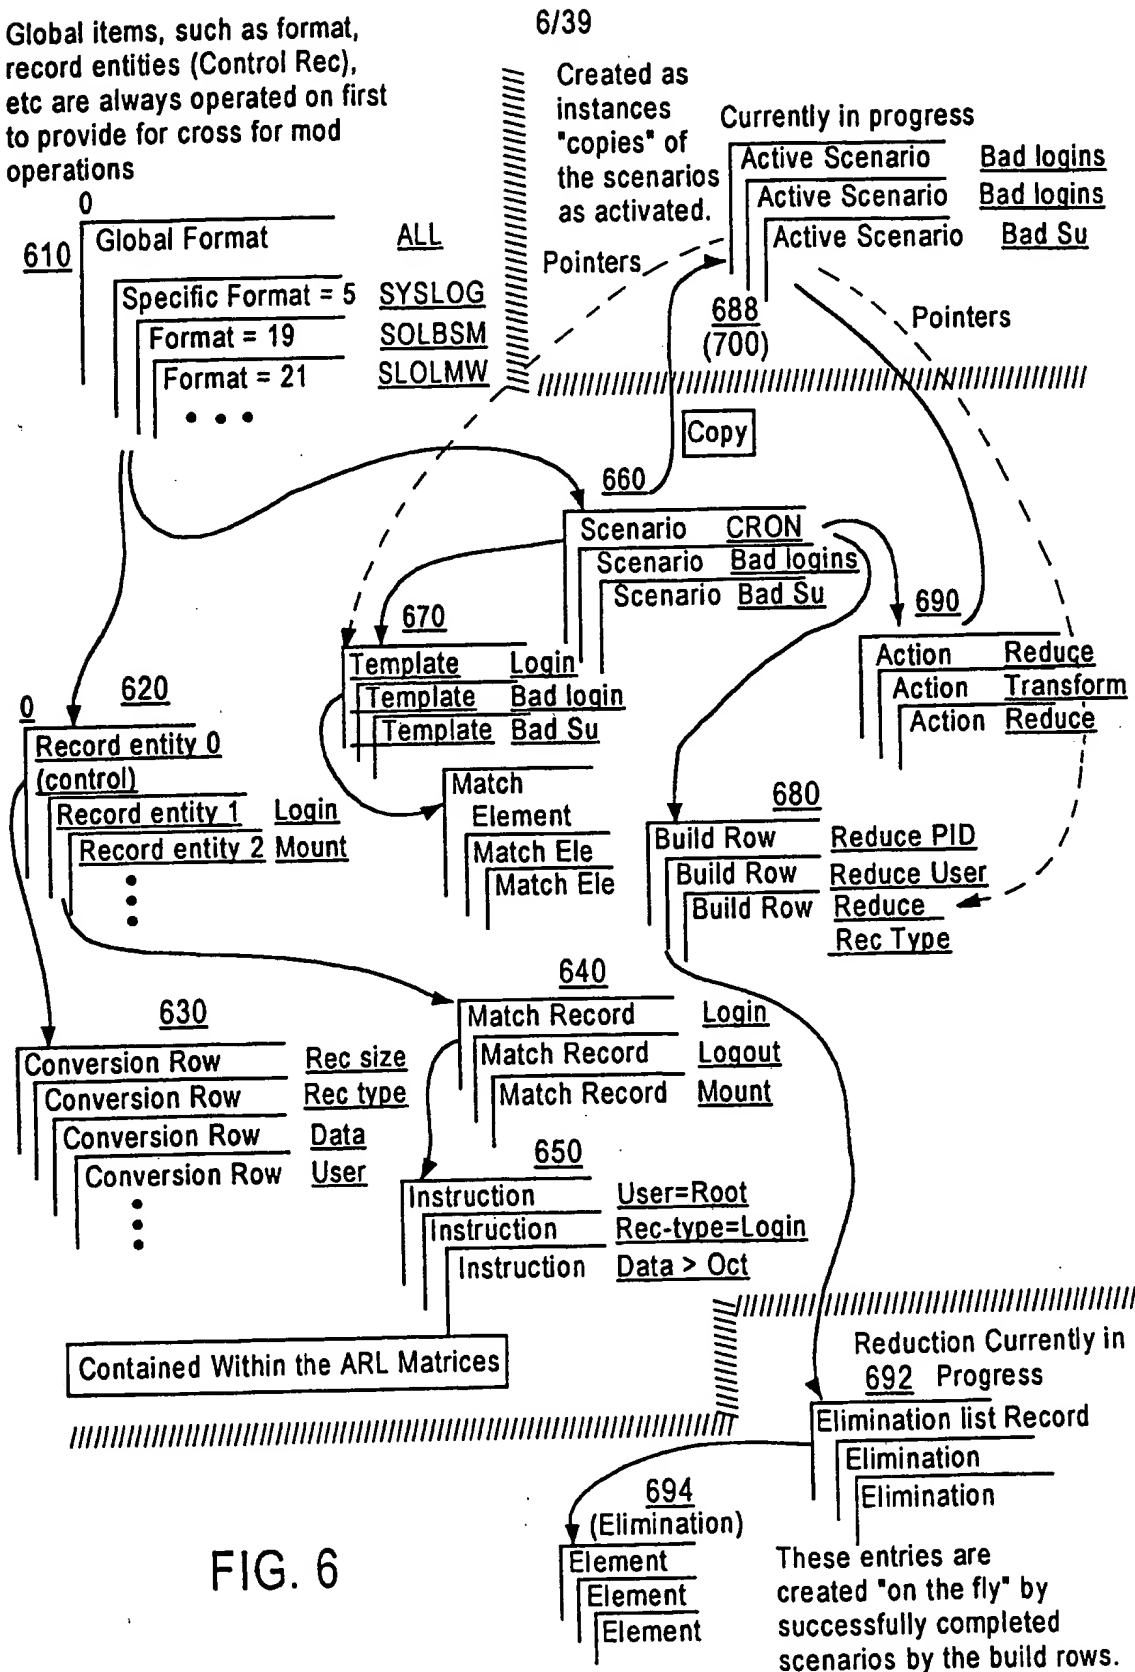 6/39
Global items, such as format,
record entities (Control Rec),
etc are always operated on first
to provide for cross for mod
operations
Created as
instances
"copies" of
the scenarios
as activated.
Currently in progress
Active Scenario Bad logins
Active Scenario Bad logins
Active Scenario Bad Su
688
(700)
Pointers
Pointers
0
610
Global Format ALL
Specific Format = 5 SYSLOG
Format = 19 SOLBSM
Format = 21 SLOLMW
Copy
660
Scenario CRON
Scenario Bad logins
Scenario Bad Su
670
Template Login
Template Bad login
Template Bad Su
690
Action Reduce
Action Transform
Action Reduce
0
620
Record entity 0
(control)
Record entity 1 Login
Record entity 2 Mount
Match
Element
Match Ele
Match Ele
680
Build Row Reduce PID
Build Row Reduce User
Build Row Reduce
Rec Type
630
Conversion Row Rec size
Conversion Row Rec type
Conversion Row Data
Conversion Row User
640
Match Record Login
Match Record Logout
Match Record Mount
650
Instruction User=Root
Instruction Rec-type=Login
Instruction Data > Oct
Contained Within the ARL Matrices
Reduction Currently in
692 Progress
Elimination list Record
Elimination
Elimination
694
(Elimination)
Element
Element
Element
These entries are
created "on the fly" by
successfully completed
scenarios by the build rows.
FIG. 6